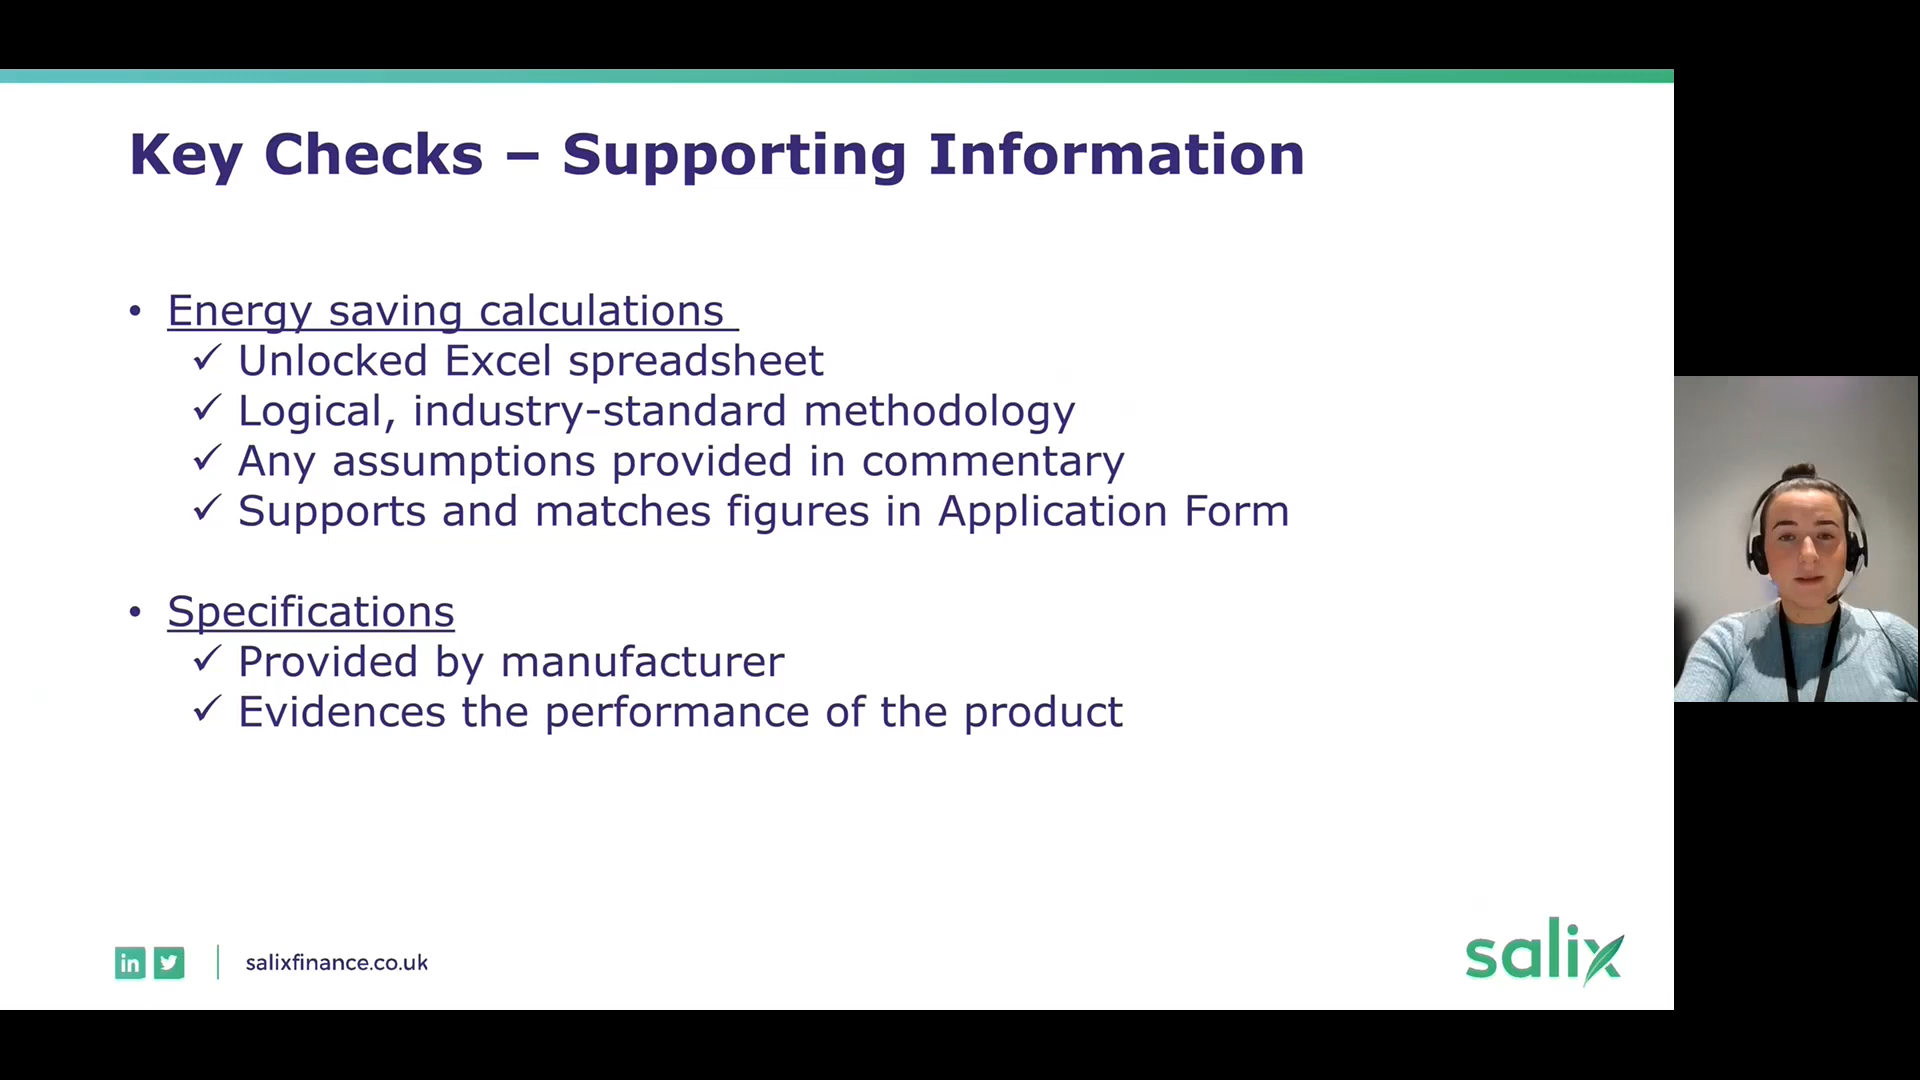 Key Checks – Supporting Information
• Energy saving calculations
✓ Unlocked Excel spreadsheet
✓ Logical, industry-standard methodology
✓ Any assumptions provided in commentary
✓ Supports and matches figures in Application Form
• Specifications
✓ Provided by manufacturer
✓ Evidences the performance of the product
in
salixfinance.co.uk
salix